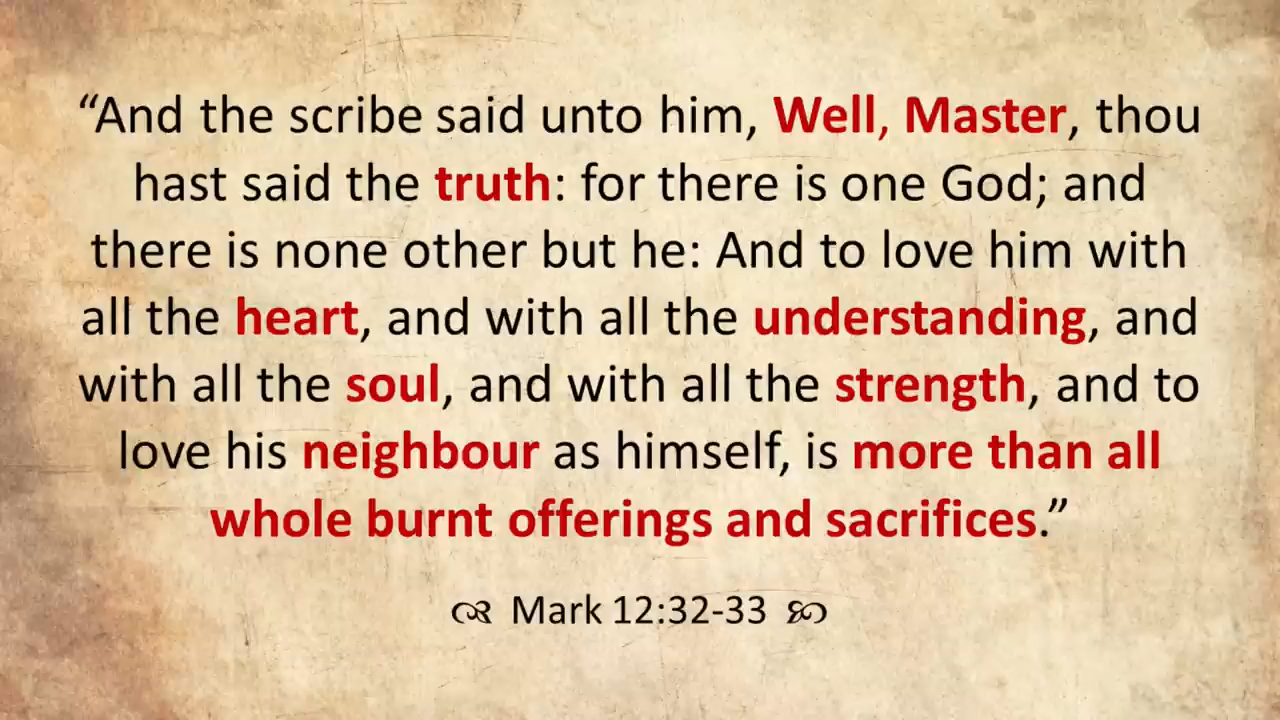 “And the scribe said unto him, Well, Master, thou
hast said the truth: for there is one God; and
there is none other but he: And to love him with
all the heart, and with all the understanding, and
with all the soul, and with all the strength, and to
love his neighbour as himself, is more than all
whole burnt offerings and sacrifices.”
Mark 12:32-33